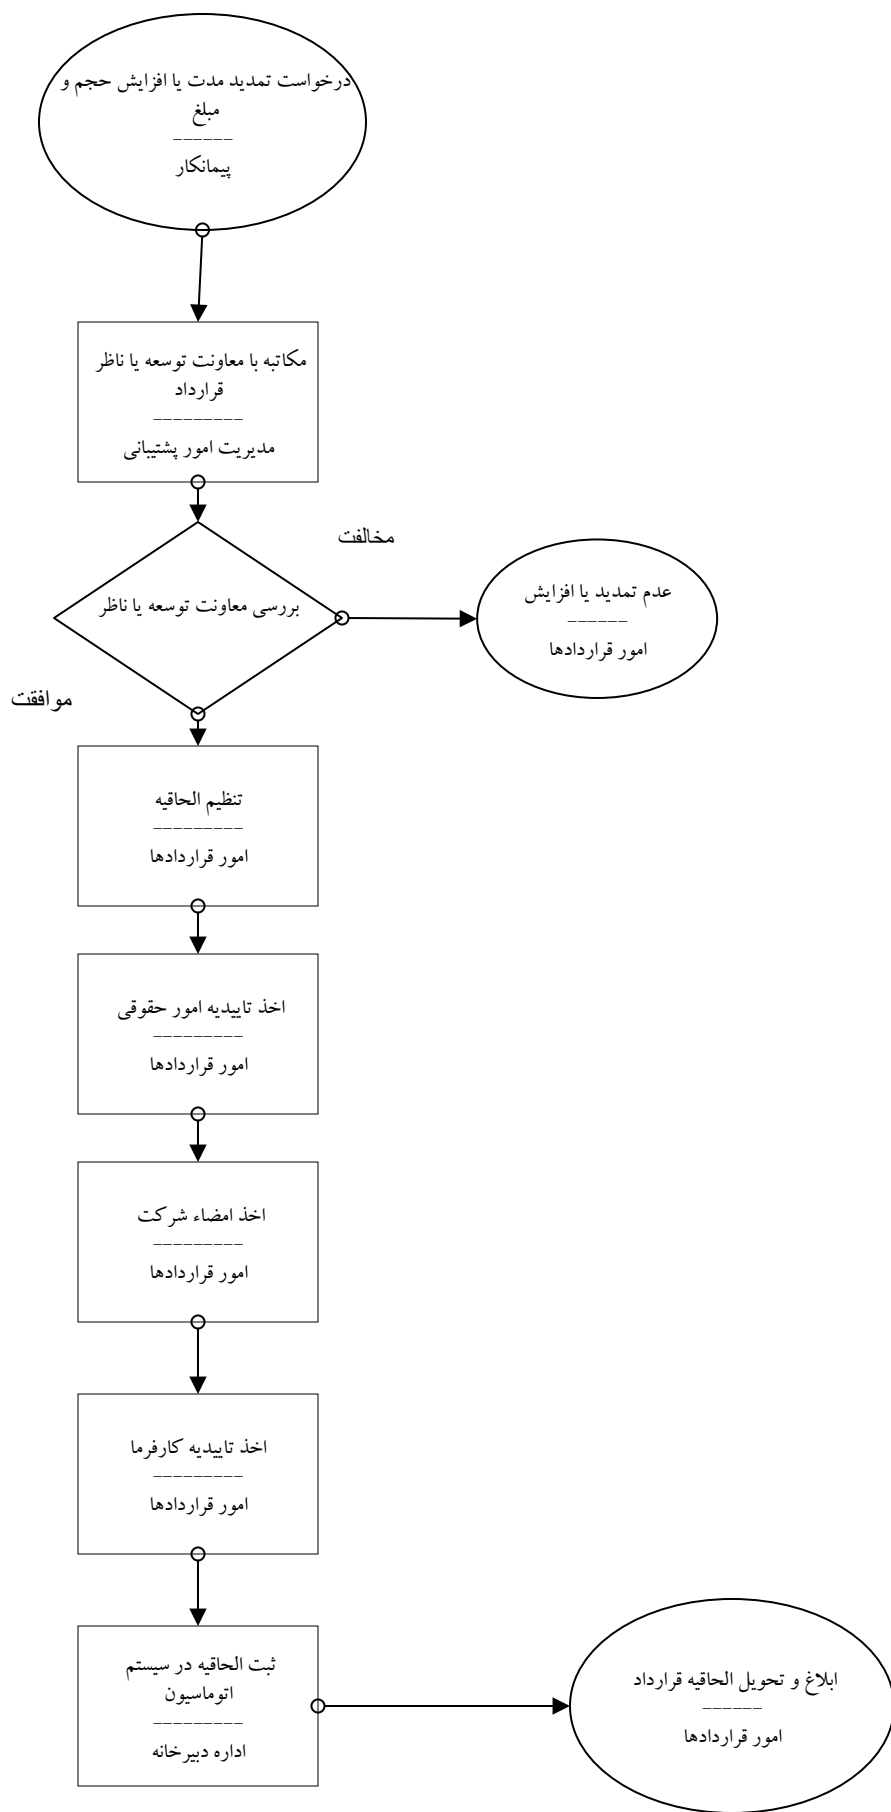 درخواست تمدید مدت یا افزایش حجم و
مبلغ
------
پیمانکار
مکاتبه با معاونت توسعه یا ناظر
قرارداد
---------
مدیریت امور پشتیبانی
مخالفت
بررسی معاونت توسعه یا ناظر
عدم تمدید یا افزایش
------
امور قراردادها
موافقت
تنظیم الحاقیه
---------
امور قراردادها
اخذ تاییدیه امور حقوقی
---------
امور قراردادها
اخذ امضاء شرکت
---------
امور قراردادها
اخذ تاییدیه کارفرما
---------
امور قراردادها
ثبت الحاقیه در سیستم
اتوماسیون
---------
اداره دبیرخانه
ابلاغ و تحویل الحاقیه قرارداد
------
امور قراردادها